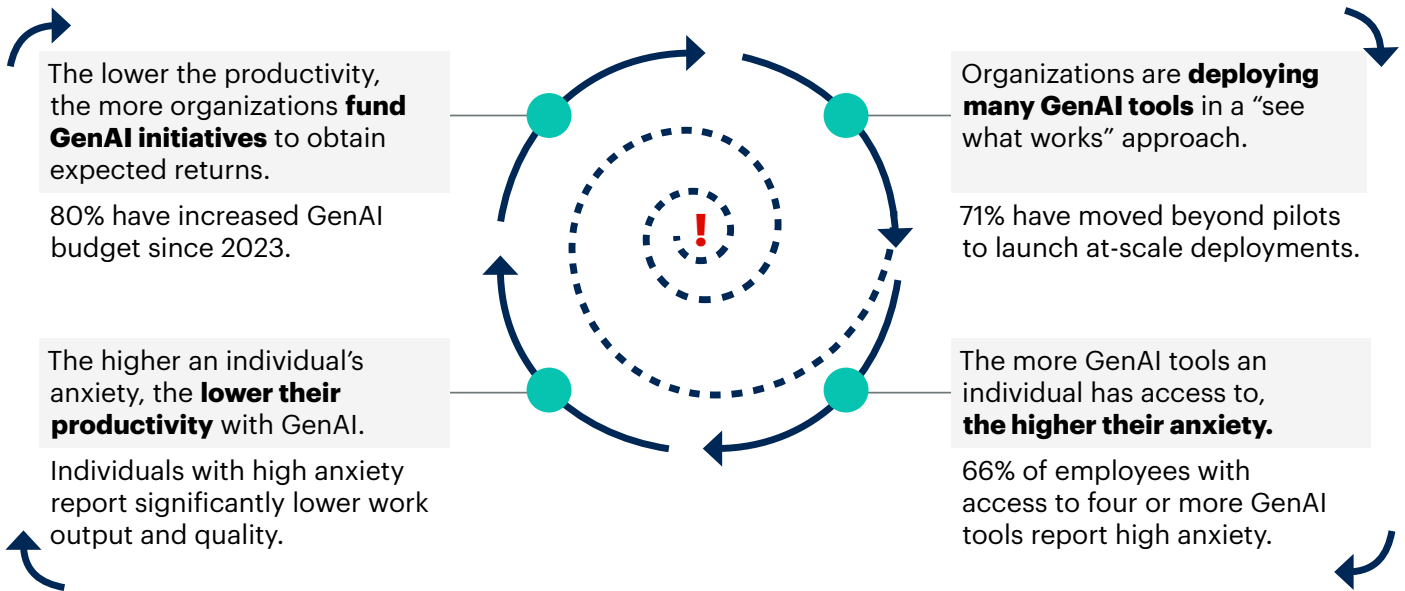 The lower the productivity,
the more organizations fund
GenAI initiatives to obtain
expected returns.
80% have increased GenAI
budget since 2023.
Organizations are deploying
many GenAI tools in a “see
what works” approach.
71% have moved beyond pilots
to launch at-scale deployments.
!
The higher an individual’s
anxiety, the lower their
productivity with GenAI.
Individuals with high anxiety
report significantly lower work
output and quality.
The more GenAI tools an
individual has access to,
the higher their anxiety.
66% of employees with
access to four or more GenAI
tools report high anxiety.